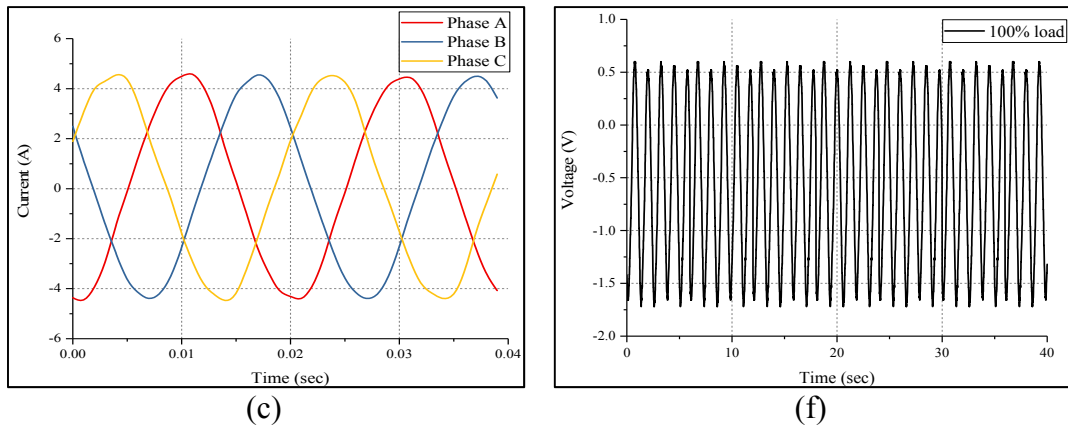 Phase A
Phase B
Phase C
6
4
2
0
-2
-4
-6
Current (A)
0.00 0.01 0.02 0.03 0.04
Time (sec)
(c)
100% load
1.0
0.5
0.0
-0.5
-1.0
-1.5
-2.0
Voltage (V)
0 10 20 30 40
Time (sec)
(f)